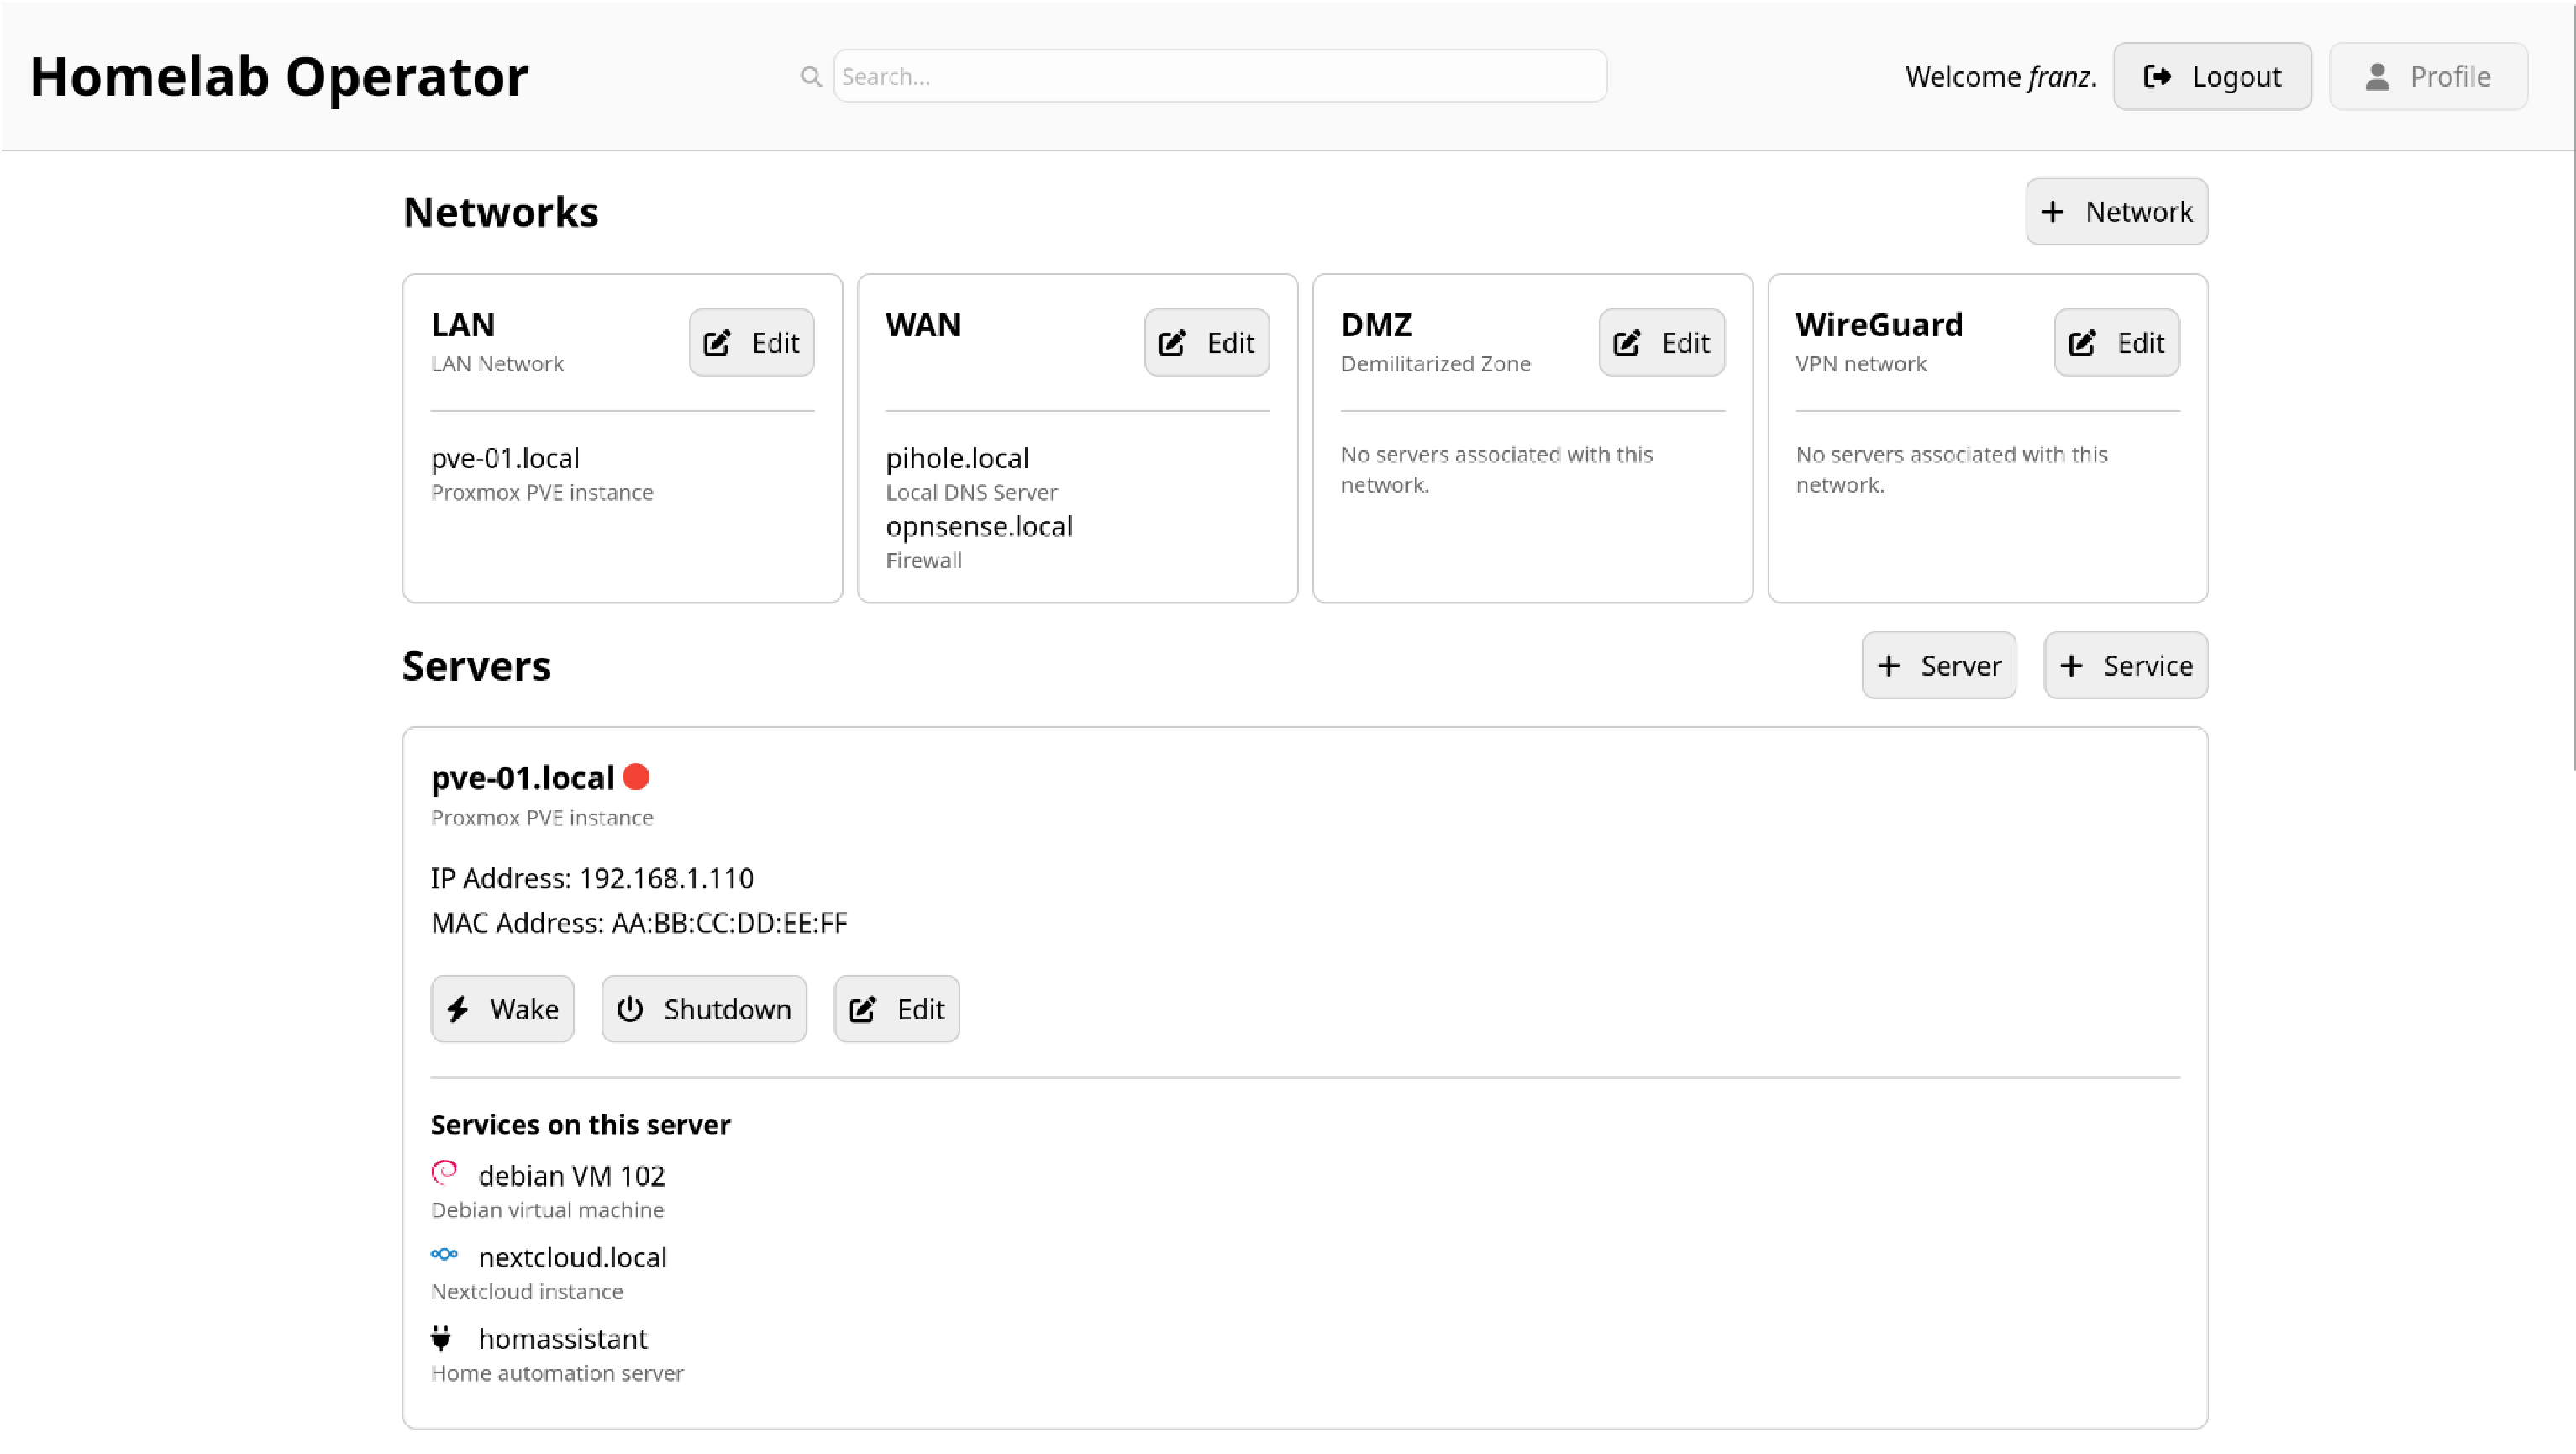 Homelab Operator
Search...
Welcome franz.
Logout
Profile
Networks
Network
LAN
LAN Network
Edit
pve-01.local
Proxmox PVE instance
WAN
Edit
pihole.local
Local DNS Server
opnsense.local
Firewall
DMZ
Demilitarized Zone
Edit
No servers associated with this
network.
WireGuard
VPN network
Edit
No servers associated with this
network.
Servers
Server
Service
pve-01.local
Proxmox PVE instance
IP Address: 192.168.1.110
MAC Address: AA:BB:CC:DD:EE:FF
Wake
Shutdown
Edit
Services on this server
debian VM 102
Debian virtual machine
nextcloud.local
Nextcloud instance
homassistant
Home automation server